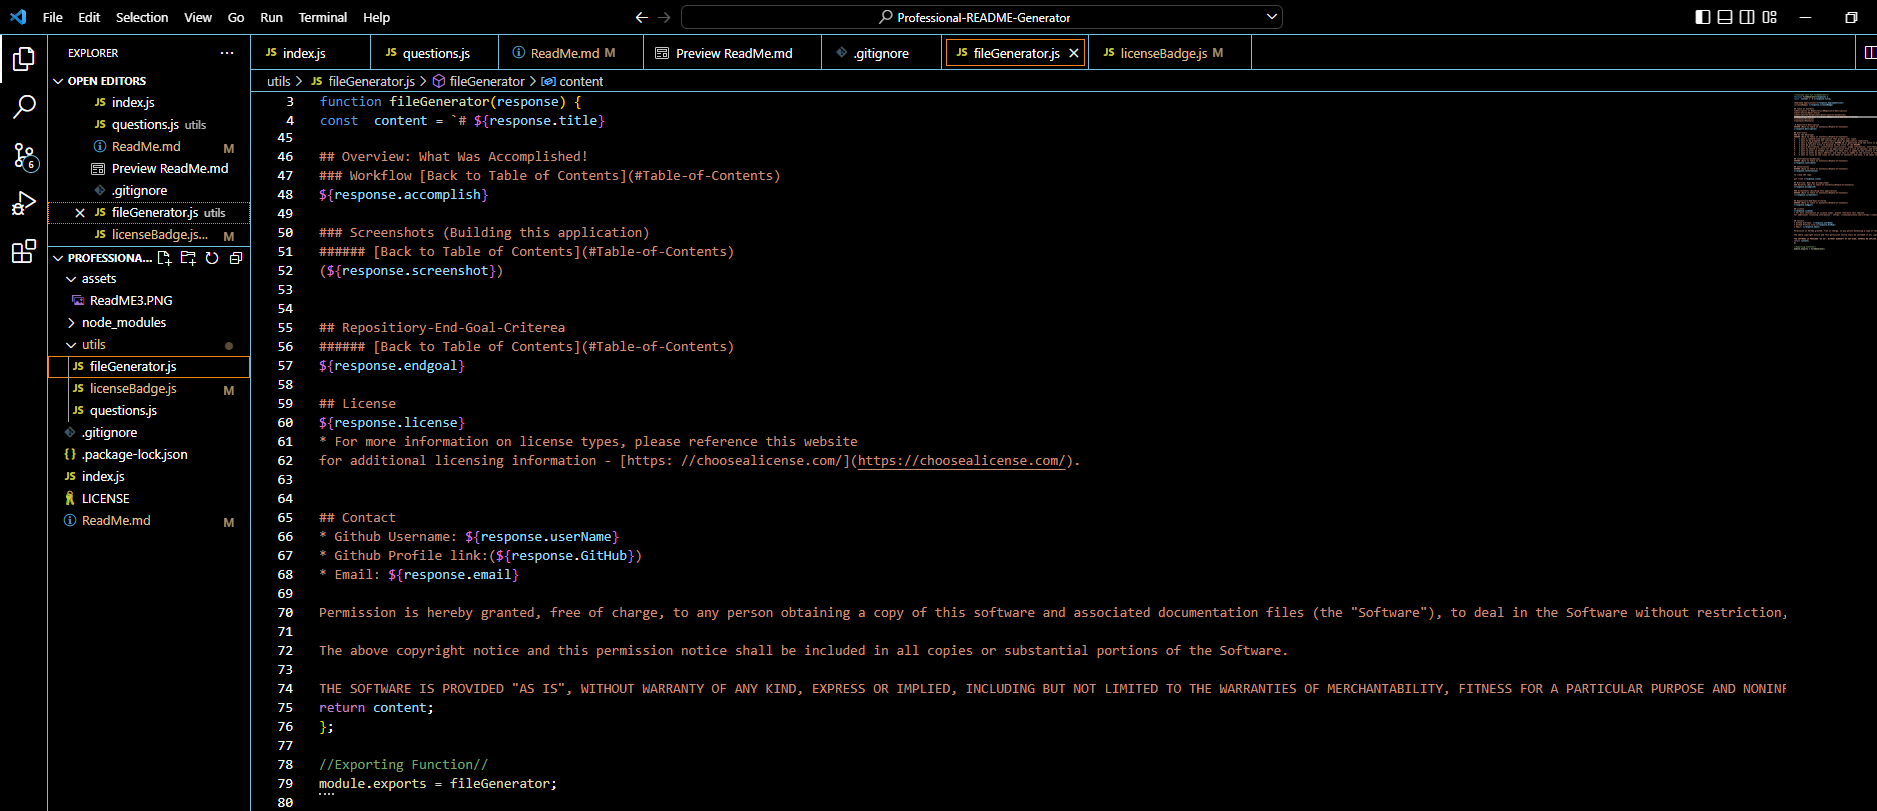 File Edit Selection View Go Run Terminal Help
Professional-README-Generator
EXPLORER
OPEN EDITORS
JS index.js
JS questions.js utils
ReadMe.md M
Preview ReadMe.md
.gitignore
JS fileGenerator.js utils
JS licenseBadge.js... M
PROFESSIONA...
assets
ReadME3.PNG
node_modules
utils
JS fileGenerator.js
JS licenseBadge.js M
JS questions.js
.gitignore
{} .package-lock.json
JS index.js
LICENSE
ReadMe.md M
6
JS index.js JS questions.js ReadMe.md M Preview ReadMe.md .gitignore JS fileGenerator.js JS licenseBadge.js M
utils > JS fileGenerator.js > fileGenerator > content
3 function fileGenerator(response) {
4 const  content = `# ${response.title}
45
46 ## Overview: What Was Accomplished!
47 ### Workflow [Back to Table of Contents](#Table-of-Contents)
48 ${response.accomplish}
49
50 ### Screenshots (Building this application)
51 ###### [Back to Table of Contents](#Table-of-Contents)
52 (${response.screenshot})
53
54
55 ## Repositiory-End-Goal-Criterea
56 ###### [Back to Table of Contents](#Table-of-Contents)
57 ${response.endgoal}
58
59 ## License
60 ${response.license}
61 * For more information on license types, please reference this website
62 for additional licensing information - [https: //choosealicense.com/](https://choosealicense.com/).
63
64
65 ## Contact
66 * Github Username: ${response.userName}
67 * Github Profile link:(${response.GitHub})
68 * Email: ${response.email}
69
70 Permission is hereby granted, free of charge, to any person obtaining a copy of this software and associated documentation files (the "Software"), to deal in the Software without restriction,
71
72 The above copyright notice and this permission notice shall be included in all copies or substantial portions of the Software.
73
74 THE SOFTWARE IS PROVIDED "AS IS", WITHOUT WARRANTY OF ANY KIND, EXPRESS OR IMPLIED, INCLUDING BUT NOT LIMITED TO THE WARRANTIES OF MERCHANTABILITY, FITNESS FOR A PARTICULAR PURPOSE AND NONINF
75 return content;
76 };
77
78 //Exporting Function//
79 module.exports = fileGenerator;
80